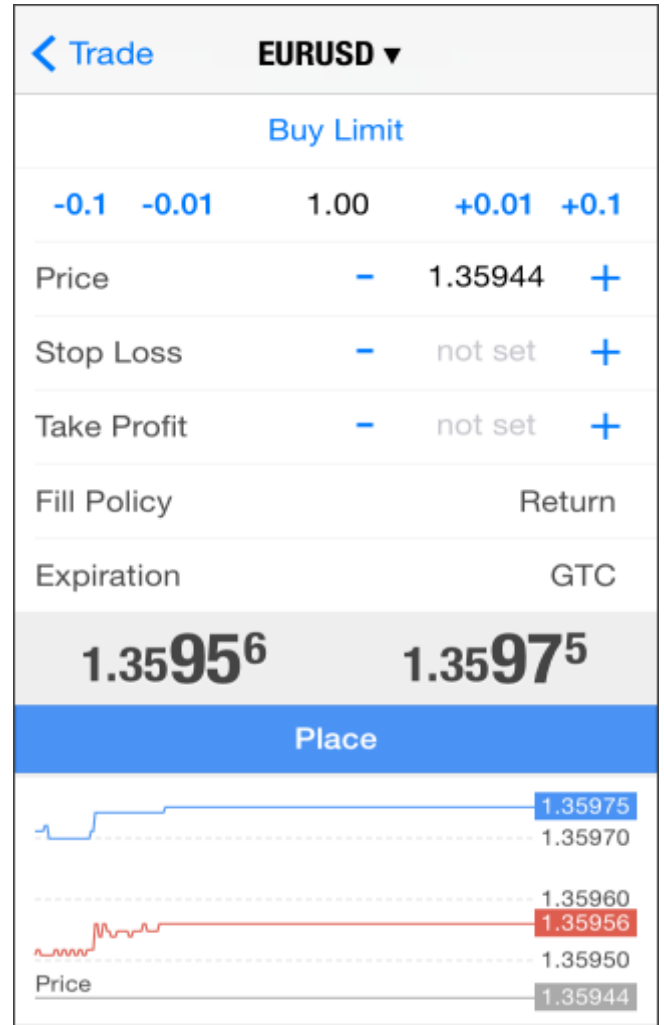 Trade EURUSD ▼
Buy Limit
-0.1 -0.01 1.00 +0.01 +0.1
Price - 1.35944 +
Stop Loss - not set +
Take Profit - not set +
Fill Policy Return
Expiration GTC
1.35956 1.35975
Place
1.35975
1.35970
1.35960
1.35956
1.35950
Price
1.35944